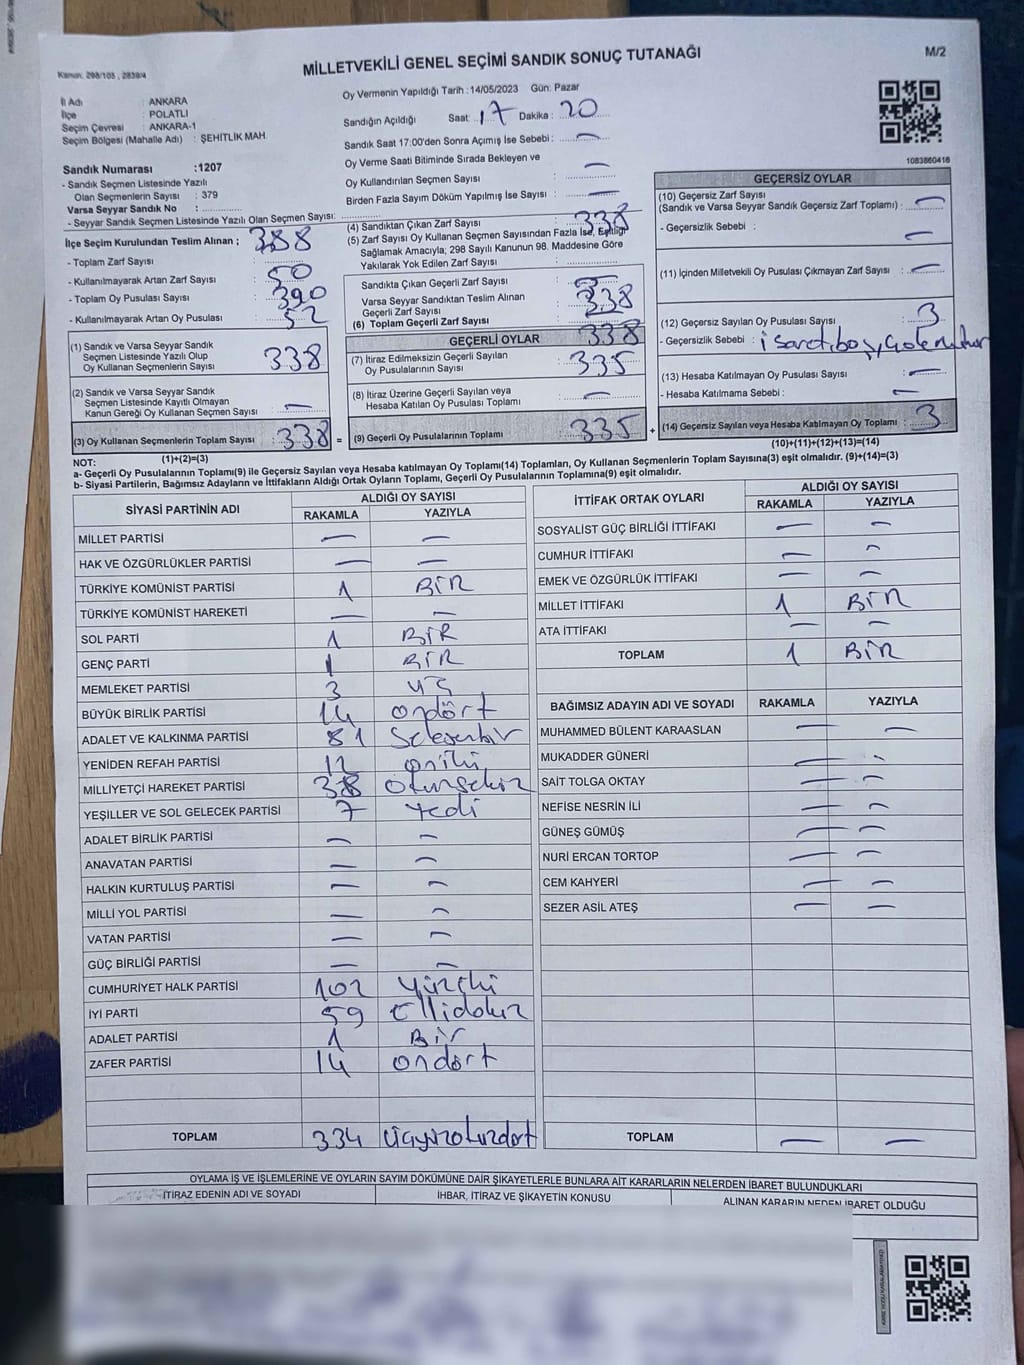 Kanun: 298/105 , 2839/4
MİLLETVEKİLİ GENEL SEÇİMİ SANDIK SONUÇ TUTANAĞI
M/2
İl Adı : ANKARA
İlçe : POLATLI
Seçim Çevresi : ANKARA-1
Seçim Bölgesi (Mahalle Adı) : ŞEHİTLİK MAH.
Sandık Numarası :1207
- Sandık Seçmen Listesinde Yazılı
Olan Seçmenlerin Sayısı : 379
Varsa Seyyar Sandık No :
- Seyyar Sandık Seçmen Listesinde Yazılı Olan Seçmen Sayısı:
Oy Vermenin Yapıldığı Tarih :14/05/2023 Gün: Pazar
Sandığın Açıldığı Saat: 17 Dakika : 20
Sandık Saat 17:00'den Sonra Açımış İse Sebebi : —
Oy Verme Saati Bitiminde Sırada Bekleyen ve
Oy Kullandırılan Seçmen Sayısı : —
Birden Fazla Sayım Döküm Yapılmış İse Sayısı : —
1083860416
İlçe Seçim Kurulundan Teslim Alınan ; 388
- Toplam Zarf Sayısı :
- Kullanılmayarak Artan Zarf Sayısı : 50
- Toplam Oy Pusulası Sayısı : 390
- Kullanılmayarak Artan Oy Pusulası : 52
(1) Sandık ve Varsa Seyyar Sandık
Seçmen Listesinde Yazılı Olup
Oy Kullanan Seçmenlerin Sayısı : 338
(2) Sandık ve Varsa Seyyar Sandık
Seçmen Listesinde Kayıtlı Olmayan
Kanun Gereği Oy Kullanan Seçmen Sayısı : —
(3) Oy Kullanan Seçmenlerin Toplam Sayısı : 338 =
(1)+(2)=(3)
(4) Sandıktan Çıkan Zarf Sayısı : 338
(5) Zarf Sayısı Oy Kullanan Seçmen Sayısından Fazla İse, Eşitliği
Sağlamak Amacıyla; 298 Sayılı Kanunun 98. Maddesine Göre
Yakılarak Yok Edilen Zarf Sayısı :
Sandıkta Çıkan Geçerli Zarf Sayısı :
Varsa Seyyar Sandıktan Teslim Alınan
Geçerli Zarf Sayısı : 338
(6) Toplam Geçerli Zarf Sayısı :
GEÇERLİ OYLAR 338
(7) İtiraz Edilmeksizin Geçerli Sayılan
Oy Pusulalarının Sayısı : 335
(8) İtiraz Üzerine Geçerli Sayılan veya
Hesaba Katılan Oy Pusulası Toplamı : —
(9) Geçerli Oy Pusulalarının Toplamı : 335 +
GEÇERSİZ OYLAR
(10) Geçersiz Zarf Sayısı
(Sandık ve Varsa Seyyar Sandık Geçersiz Zarf Toplamı) : —
- Geçersizlik Sebebi : —
(11) İçinden Milletvekili Oy Pusulası Çıkmayan Zarf Sayısı : —
(12) Geçersiz Sayılan Oy Pusulası Sayısı : 3
- Geçersizlik Sebebi :
(13) Hesaba Katılmayan Oy Pusulası Sayısı : —
- Hesaba Katılmama Sebebi : —
(14) Geçersiz Sayılan veya Hesaba Katılmayan Oy Toplamı : 3
(10)+(11)+(12)+(13)=(14)
NOT:
a- Geçerli Oy Pusulalarının Toplamı(9) ile Geçersiz Sayılan veya Hesaba katılmayan Oy Toplamı(14) Toplamları, Oy Kullanan Seçmenlerin Toplam Sayısına(3) eşit olmalıdır. (9)+(14)=(3)
b- Siyasi Partilerin, Bağımsız Adayların ve İttifakların Aldığı Ortak Oyların Toplamı, Geçerli Oy Pusulalarının Toplamına(9) eşit olmalıdır.
SİYASİ PARTİNİN ADI ALDIĞI OY SAYISI
RAKAMLA YAZIYLA
MİLLET PARTİSİ — —
HAK VE ÖZGÜRLÜKLER PARTİSİ — —
TÜRKİYE KOMÜNİST PARTİSİ 1 BİR
TÜRKİYE KOMÜNİST HAREKETİ — —
SOL PARTİ 1 BİR
GENÇ PARTİ 1 BİR
MEMLEKET PARTİSİ 3 üç
BÜYÜK BİRLİK PARTİSİ 14 ondört
ADALET VE KALKINMA PARTİSİ 81 Seksenbir
YENİDEN REFAH PARTİSİ 12 oniki
MİLLİYETÇİ HAREKET PARTİSİ 38 Otuzsekiz
YEŞİLLER VE SOL GELECEK PARTİSİ 7 Yedi
ADALET BİRLİK PARTİSİ — —
ANAVATAN PARTİSİ — —
HALKIN KURTULUŞ PARTİSİ — —
MİLLİ YOL PARTİSİ — —
VATAN PARTİSİ — —
GÜÇ BİRLİĞİ PARTİSİ — —
CUMHURİYET HALK PARTİSİ 102 Yüziki
İYİ PARTİ 59 Ellidokuz
ADALET PARTİSİ 1 Bir
ZAFER PARTİSİ 14 ondört
TOPLAM 334 üçyüzotuzdört
İTTİFAK ORTAK OYLARI ALDIĞI OY SAYISI
RAKAMLA YAZIYLA
SOSYALİST GÜÇ BİRLİĞİ İTTİFAKI — —
CUMHUR İTTİFAKI — —
EMEK VE ÖZGÜRLÜK İTTİFAKI — —
MİLLET İTTİFAKI 1 BİR
ATA İTTİFAKI — —
TOPLAM 1 BİR
BAĞIMSIZ ADAYIN ADI VE SOYADI RAKAMLA YAZIYLA
MUHAMMED BÜLENT KARAASLAN — —
MUKADDER GÜNERİ — —
SAİT TOLGA OKTAY — —
NEFİSE NESRİN İLİ — —
GÜNEŞ GÜMÜŞ — —
NURİ ERCAN TORTOP — —
CEM KAHYERİ — —
SEZER ASİL ATEŞ — —
TOPLAM — —
OYLAMA İŞ VE İŞLEMLERİNE VE OYLARIN SAYIM DÖKÜMÜNE DAİR ŞİKAYETLERLE BUNLARA AİT KARARLARIN NELERDEN İBARET BULUNDUKLARI
İTİRAZ EDENİN ADI VE SOYADI İHBAR, İTİRAZ VE ŞİKAYETİN KONUSU ALINAN KARARIN NEDEN İBARET OLDUĞU